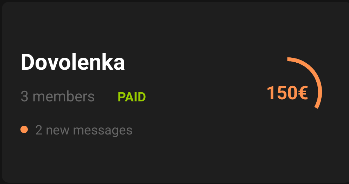 Dovolenka
3 members PAID
150€
2 new messages